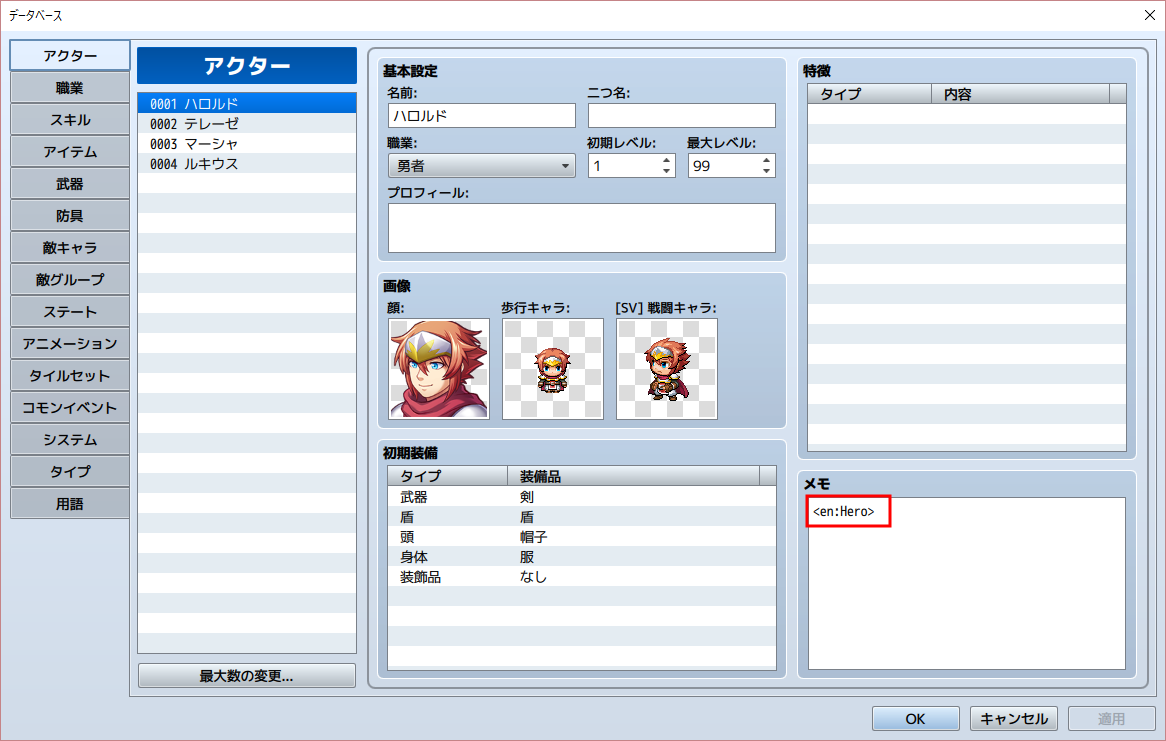 データベース
アクター
職業
スキル
アイテム
武器
防具
敵キャラ
敵グループ
ステート
アニメーション
タイルセット
コモンイベント
システム
タイプ
用語
アクター
0001 ハロルド
0002 テレーゼ
0003 マーシャ
0004 ルキウス
最大数の変更...
基本設定
名前: 二つ名:
ハロルド
職業: 初期レベル: 最大レベル:
勇者 1 99
プロフィール:
画像
顔: 歩行キャラ: [SV] 戦闘キャラ:
初期装備
タイプ 装備品
武器 剣
盾 盾
頭 帽子
身体 服
装飾品 なし
特徴
タイプ 内容
メモ
<en:Hero>
OK キャンセル 適用